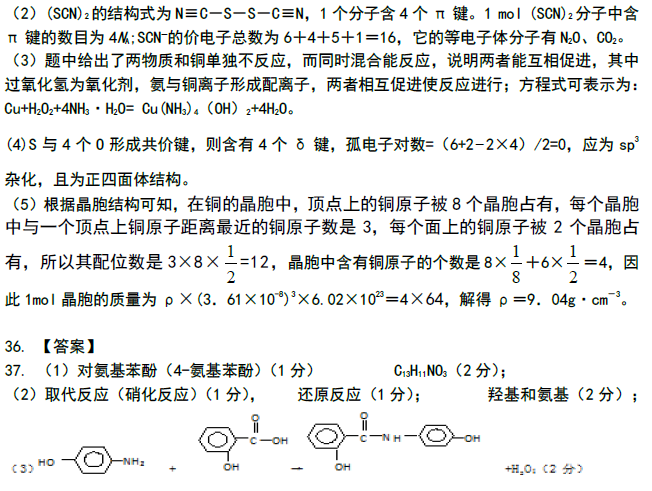 (2) (SCN)₂的结构式为N≡C—S—S—C≡N, 1个分子含4个π键。1 mol (SCN)₂分子中含
π键的数目为4Nₐ;SCN⁻的价电子总数为6+4+5+1=16, 它的等电子体分子有N₂O、CO₂。
(3) 题中给出了两物质和铜单独不反应, 而同时混合能反应, 说明两者能互相促进, 其中
过氧化氢为氧化剂, 氨与铜离子形成配离子, 两者相互促进使反应进行; 方程式可表示为:
Cu+H₂O₂+4NH₃·H₂O= Cu(NH₃)₄ (OH) ₂+4H₂O。
(4)S与4个O形成共价键, 则含有4个δ键, 孤电子对数= (6+2-2×4) /2=0, 应为sp³
杂化, 且为正四面体结构。
(5) 根据晶胞结构可知, 在铜的晶胞中, 顶点上的铜原子被8个晶胞占有, 每个晶胞
中与一个顶点上铜原子距离最近的铜原子数是3, 每个面上的铜原子被2个晶胞占
有, 所以其配位数是3×8×1/2=12, 晶胞中含有铜原子的个数是8×1/8+6×1/2=4, 因
此1mol晶胞的质量为ρ×(3. 61×10⁻⁸)³×6.02×10²³=4×64, 解得ρ=9. 04g·cm⁻³。
36. 【答案】
37. (1) 对氨基苯酚 (4-氨基苯酚) (1分) C₁₃H₁₁NO₃ (2分);
(2) 取代反应 (硝化反应) (1分), 还原反应 (1分); 羟基和氨基 (2分) ;
(3) HO NH₂ + O C OH OH → O C N H OH OH +H₂O; (2分)